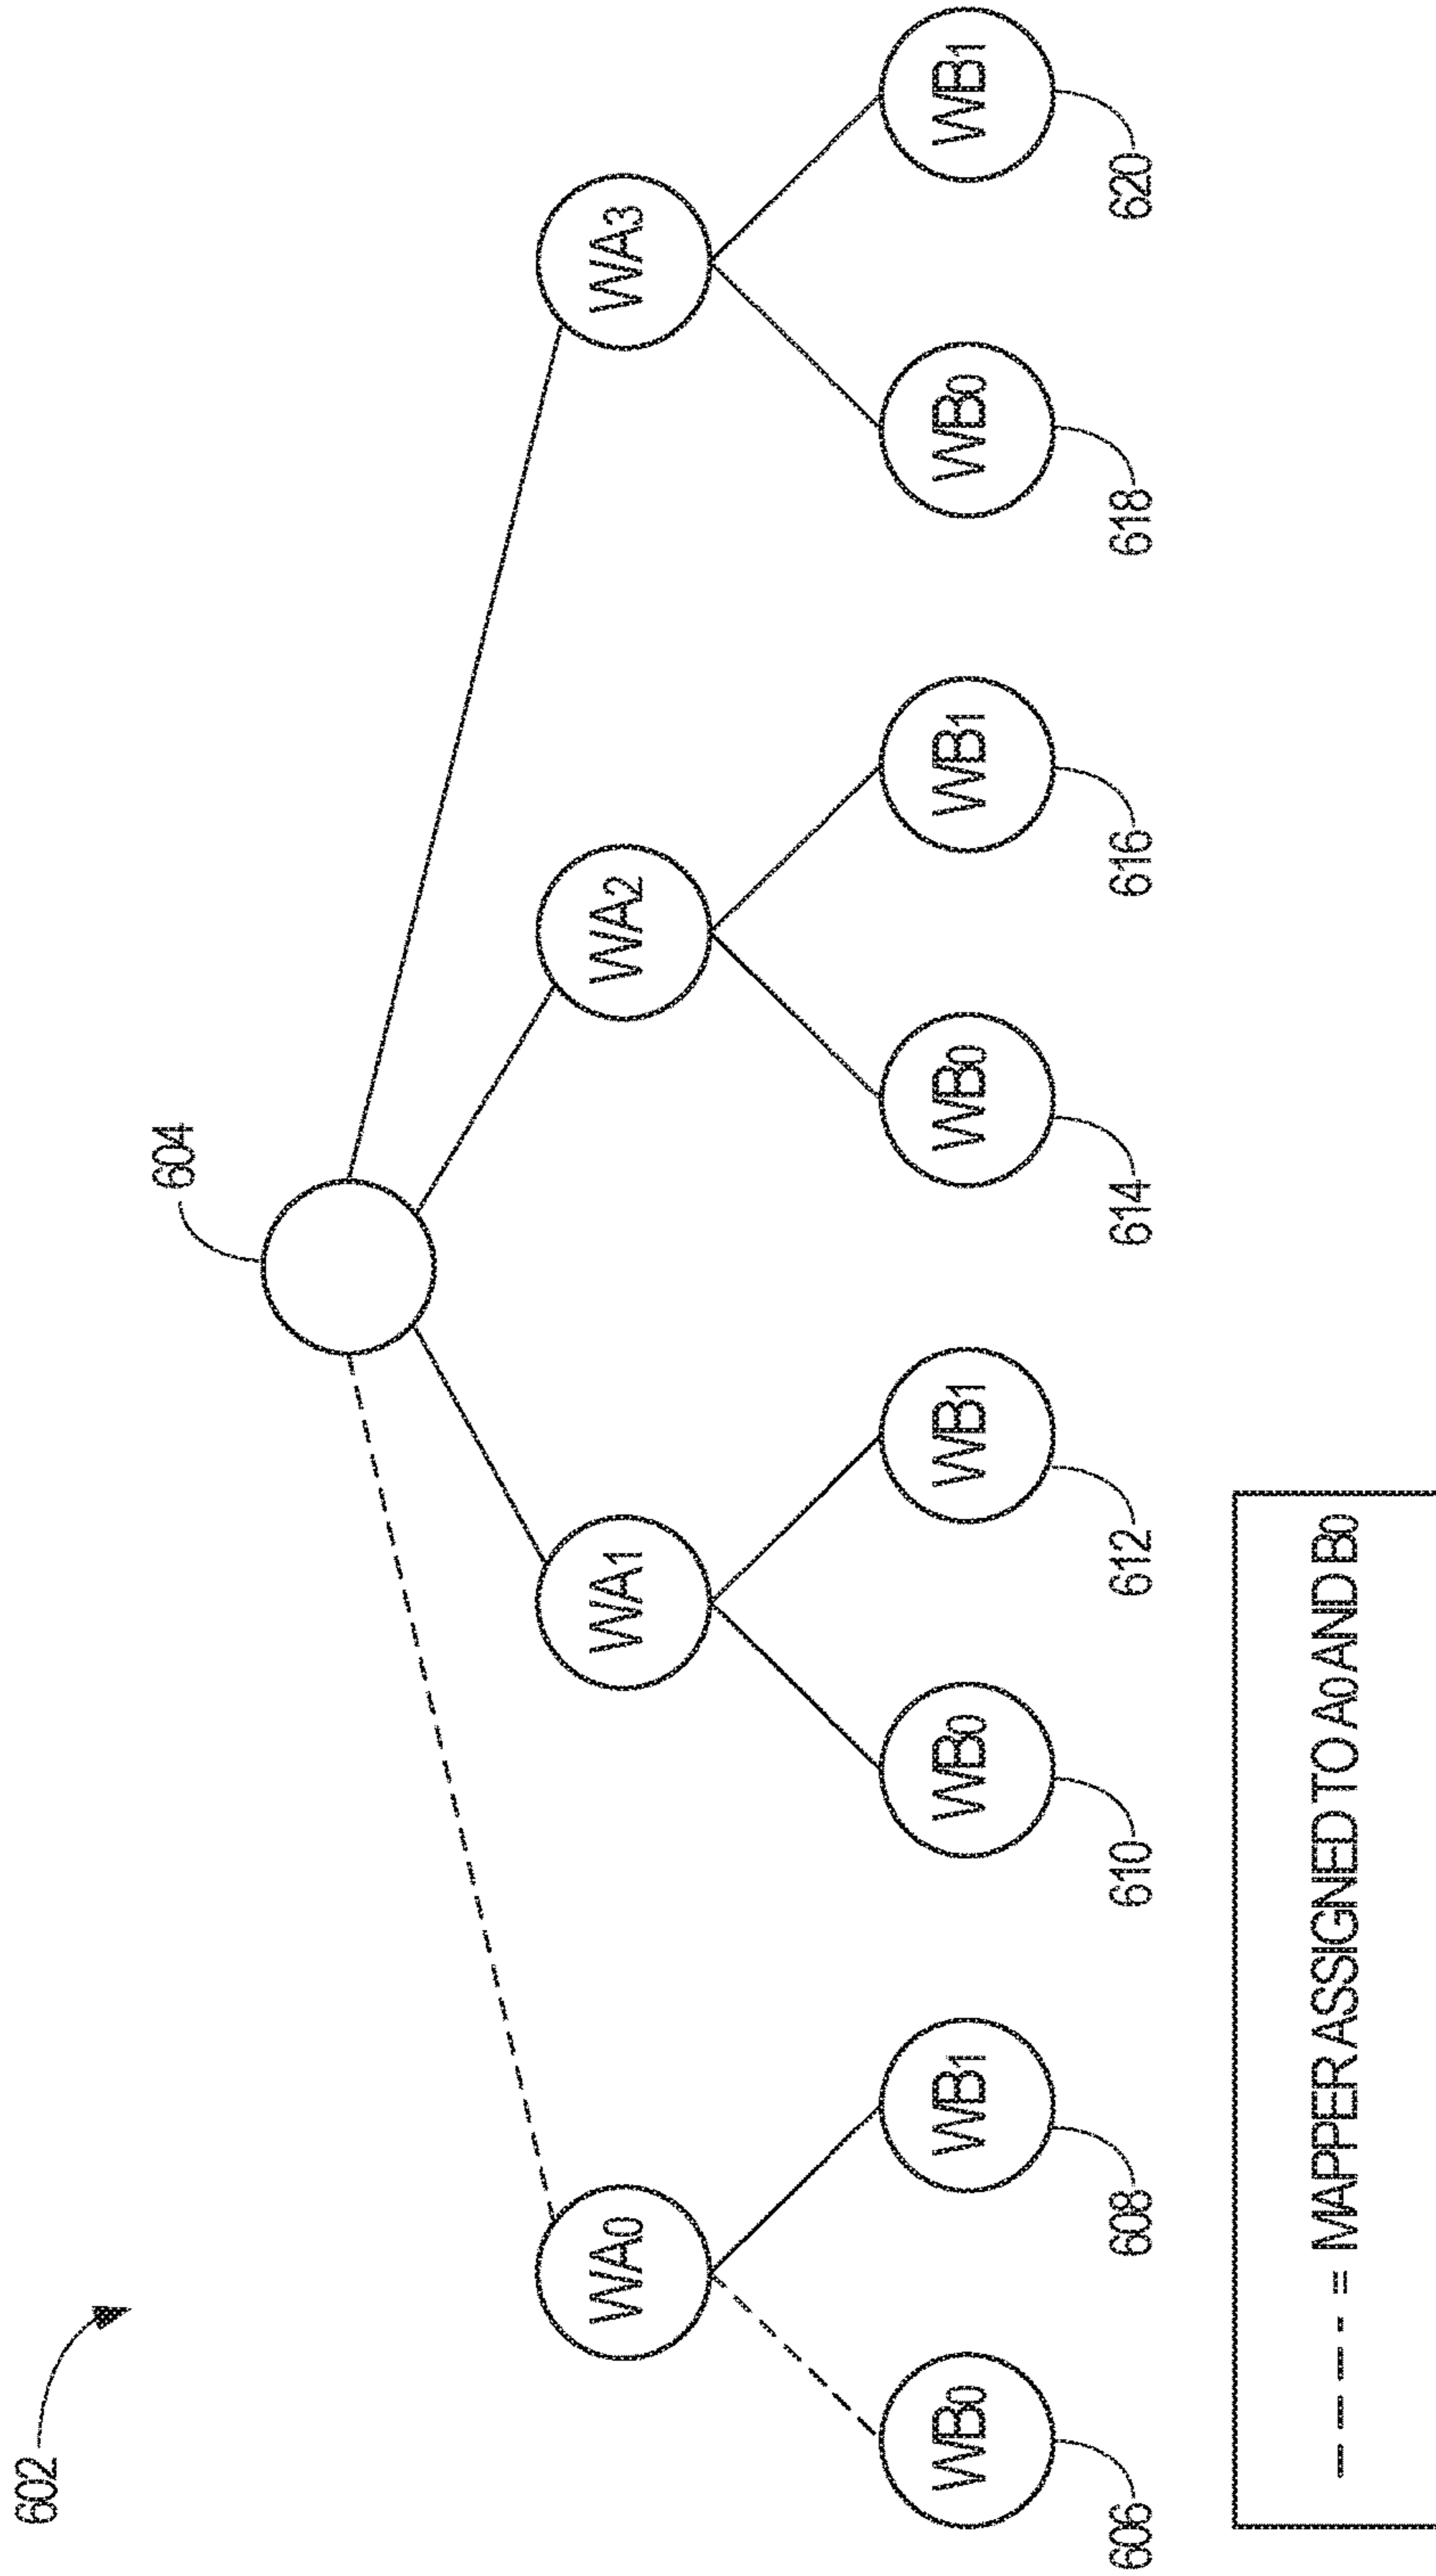 602
604
WA0
WA1
WA2
WA3
WB0
WB1
WB0
WB1
WB0
WB1
WB0
WB1
606
608
610
612
614
616
618
620
---- = MAPPER ASSIGNED TO A0 AND B0